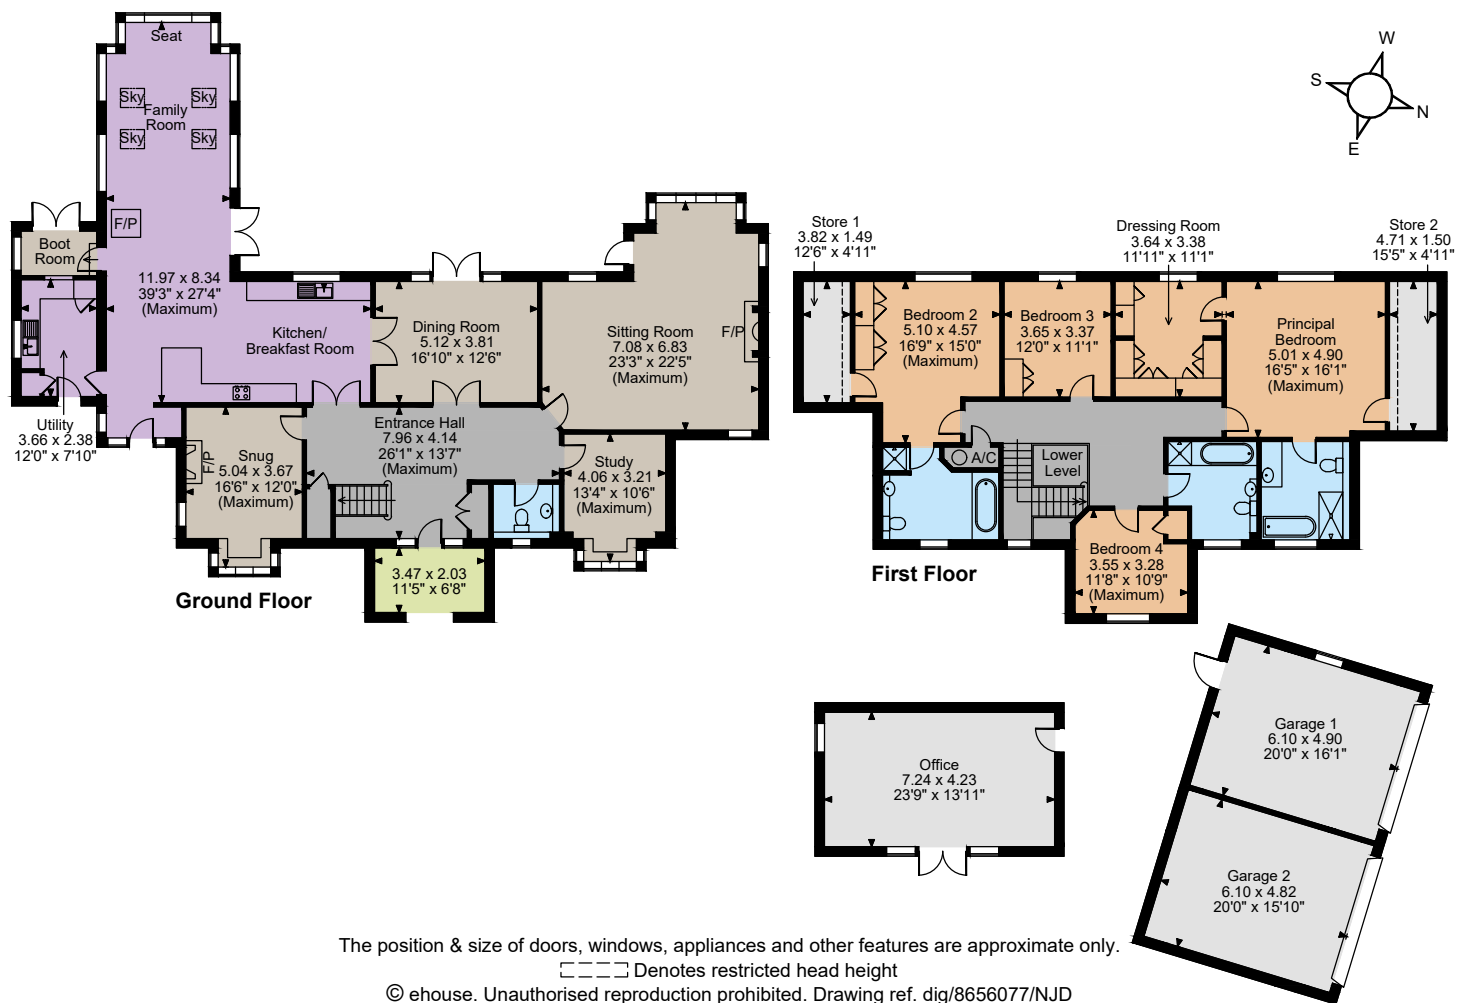 Seat
Sky
Sky
Family
Room
Sky
Sky
F/P
Boot
Room
11.97 x 8.34
39'3" x 27'4"
(Maximum)
Kitchen/
Breakfast Room
Dining Room
5.12 x 3.81
16'10" x 12'6"
Sitting Room
7.08 x 6.83
23'3" x 22'5"
(Maximum)
F/P
Utility
3.66 x 2.38
12'0" x 7'10"
F/P
Snug
5.04 x 3.67
16'6" x 12'0"
(Maximum)
Entrance Hall
7.96 x 4.14
26'1" x 13'7"
(Maximum)
Study
4.06 x 3.21
13'4" x 10'6"
(Maximum)
3.47 x 2.03
11'5" x 6'8"
Ground Floor
W
S
N
E
Store 1
3.82 x 1.49
12'6" x 4'11"
Dressing Room
3.64 x 3.38
11'11" x 11'1"
Store 2
4.71 x 1.50
15'5" x 4'11"
Bedroom 2
5.10 x 4.57
16'9" x 15'0"
(Maximum)
Bedroom 3
3.65 x 3.37
12'0" x 11'1"
Principal
Bedroom
5.01 x 4.90
16'5" x 16'1"
(Maximum)
A/C
Lower
Level
Bedroom 4
3.55 x 3.28
11'8" x 10'9"
(Maximum)
First Floor
Office
7.24 x 4.23
23'9" x 13'11"
Garage 1
6.10 x 4.90
20'0" x 16'1"
Garage 2
6.10 x 4.82
20'0" x 15'10"
The position & size of doors, windows, appliances and other features are approximate only.
Denotes restricted head height
© ehouse. Unauthorised reproduction prohibited. Drawing ref. dig/8656077/NJD